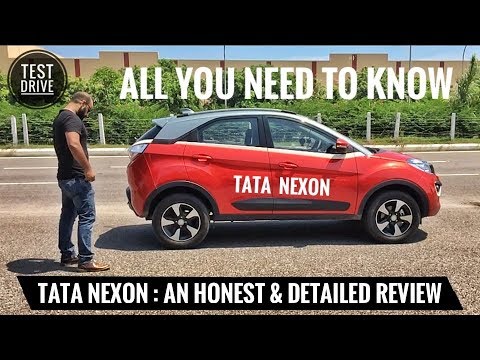 TEST
DRIVE
ALL YOU NEED TO KNOW
TATA NEXON
TATA NEXON : AN HONEST & DETAILED REVIEW